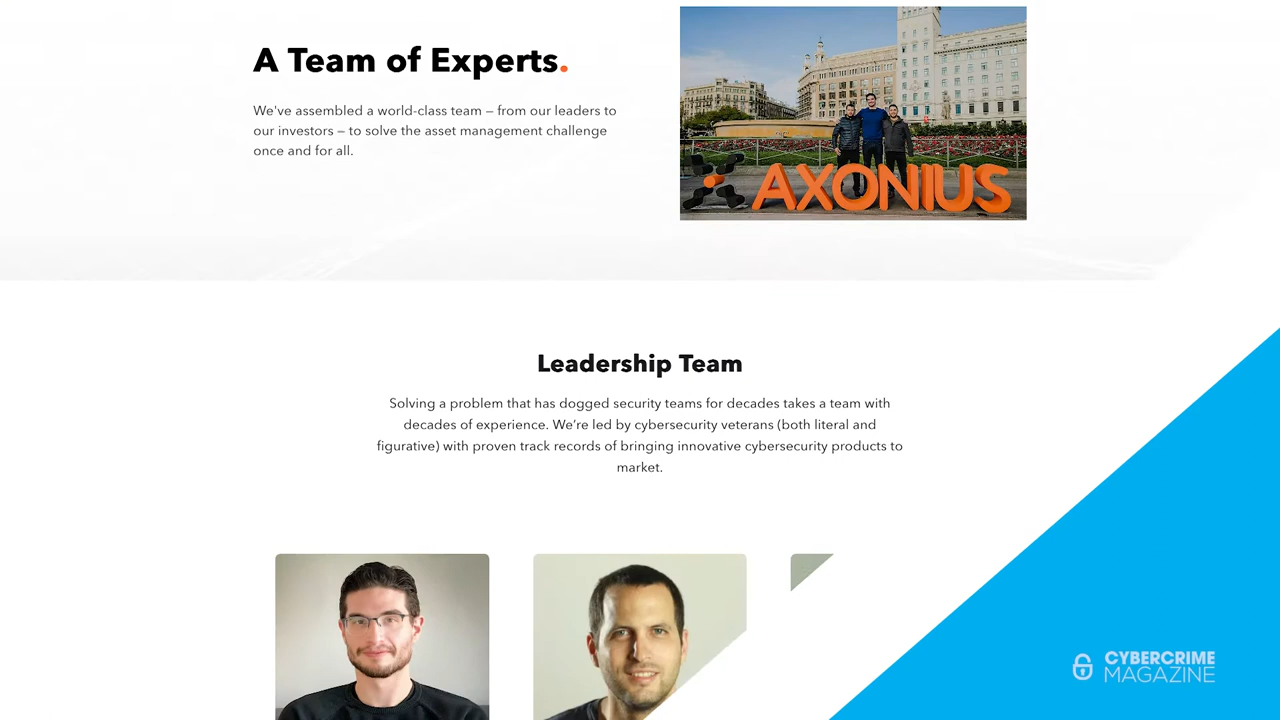 A Team of Experts.
We've assembled a world-class team – from our leaders to
our investors – to solve the asset management challenge
once and for all.
AXONIUS
Leadership Team
Solving a problem that has dogged security teams for decades takes a team with
decades of experience. We're led by cybersecurity veterans (both literal and
figurative) with proven track records of bringing innovative cybersecurity products to
market.
CYBERCRIME
MAGAZINE